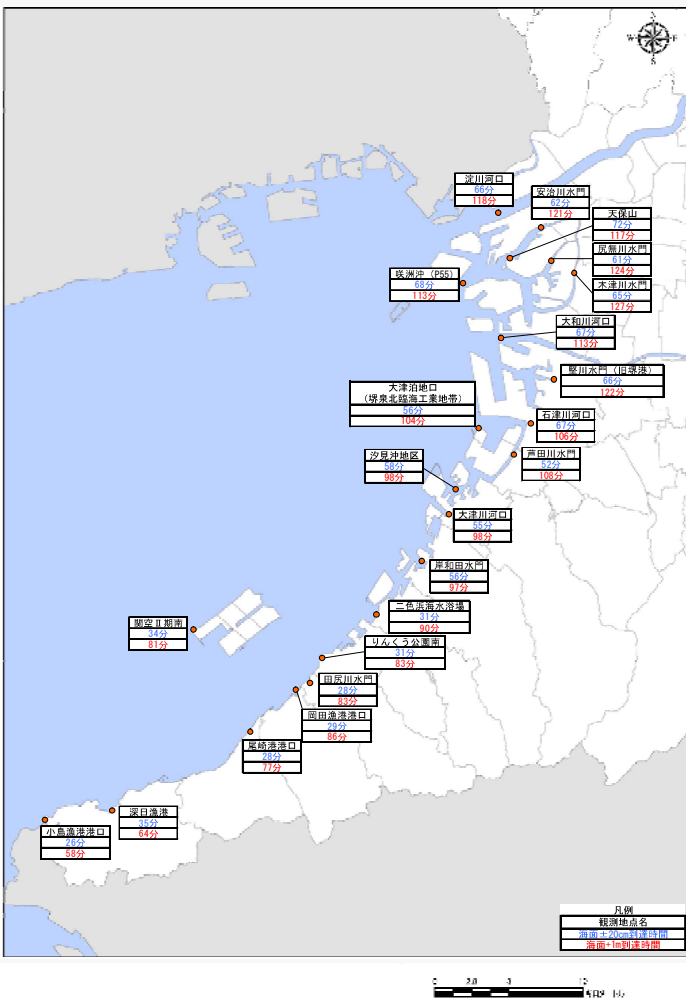 N
W
E
S
淀川河口
66分
118分
安治川水門
62分
121分
天保山
72分
117分
尻無川水門
61分
124分
木津川水門
65分
127分
咲洲沖（P55）
68分
113分
大和川河口
67分
113分
竪川水門（旧堺港）
66分
122分
大津泊地口
（堺泉北臨海工業地帯）
56分
104分
石津川河口
67分
106分
芦田川水門
52分
108分
汐見沖地区
58分
98分
大津川河口
55分
98分
岸和田水門
56分
97分
二色浜海水浴場
31分
90分
関空Ⅱ期南
34分
81分
りんくう公園南
31分
83分
田尻川水門
28分
83分
岡田漁港港口
29分
86分
尾崎港港口
28分
77分
深日漁港
35分
64分
小島漁港港口
26分
58分
凡例
観測地点名
海面±20cm到達時間
海面+1m到達時間